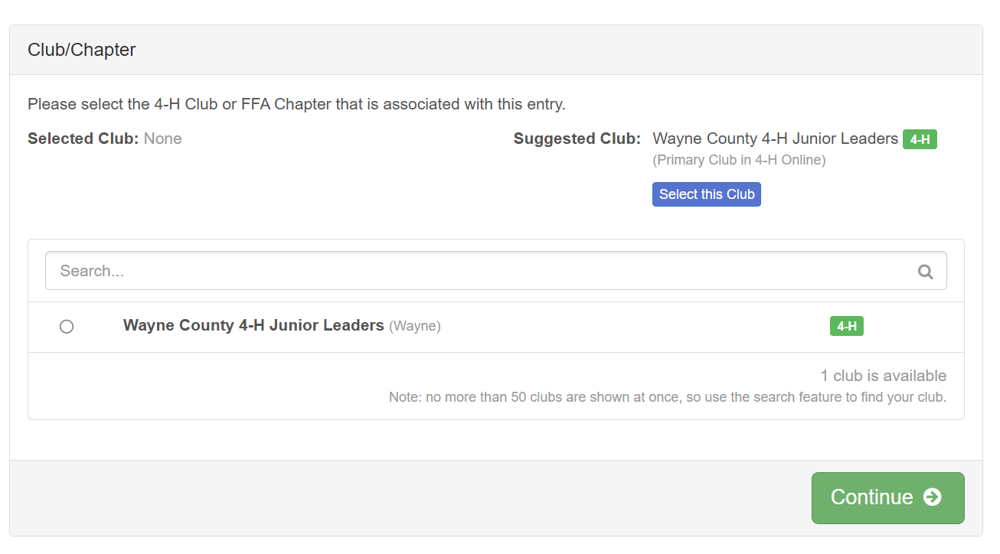 Club/Chapter
Please select the 4-H Club or FFA Chapter that is associated with this entry.
Selected Club: None
Suggested Club: Wayne County 4-H Junior Leaders 4-H
(Primary Club in 4-H Online)
Select this Club
Search...
Wayne County 4-H Junior Leaders (Wayne) 4-H
1 club is available
Note: no more than 50 clubs are shown at once, so use the search feature to find your club.
Continue